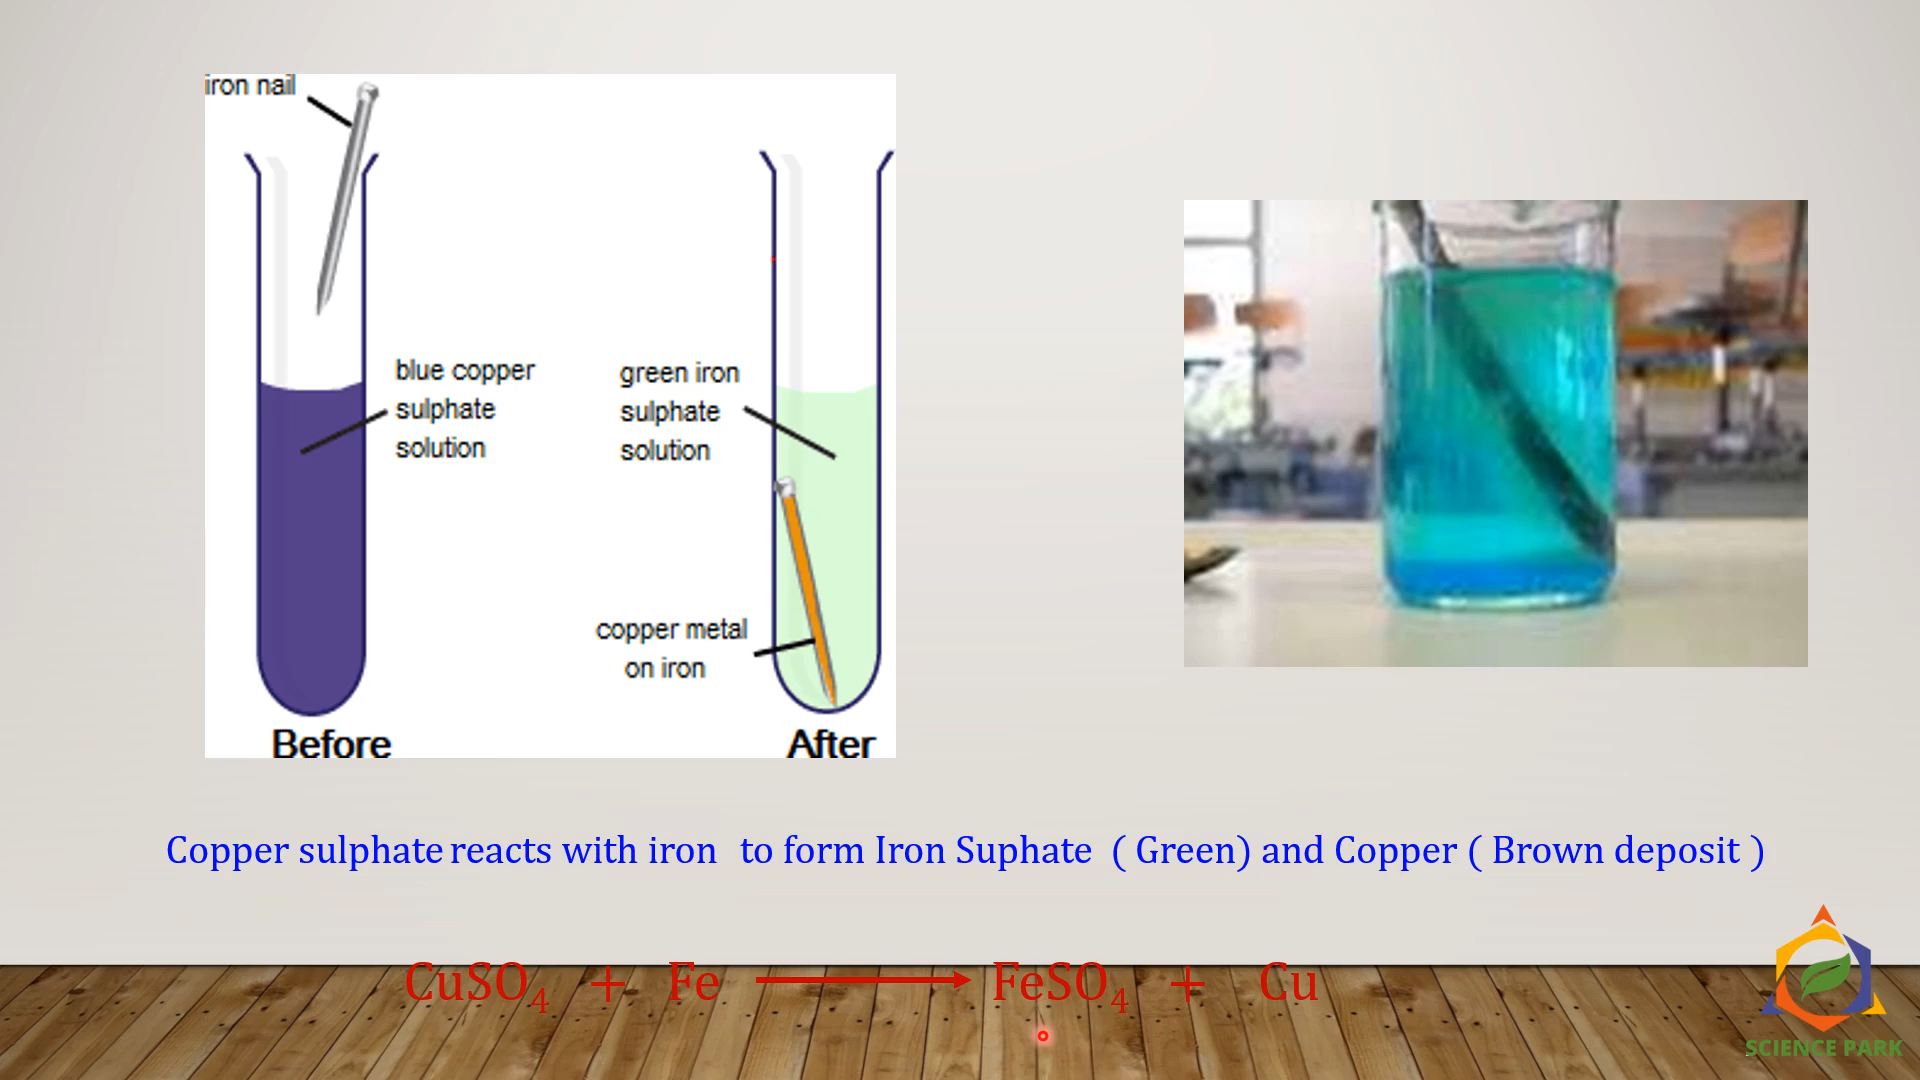 iron nail
blue copper
sulphate
solution
green iron
sulphate
solution
copper metal
on iron
Before
After
Copper sulphate reacts with iron to form Iron Suphate ( Green) and Copper ( Brown deposit )
CuSO₄ + Fe → FeSO₄ + Cu
SCIENCE PARK